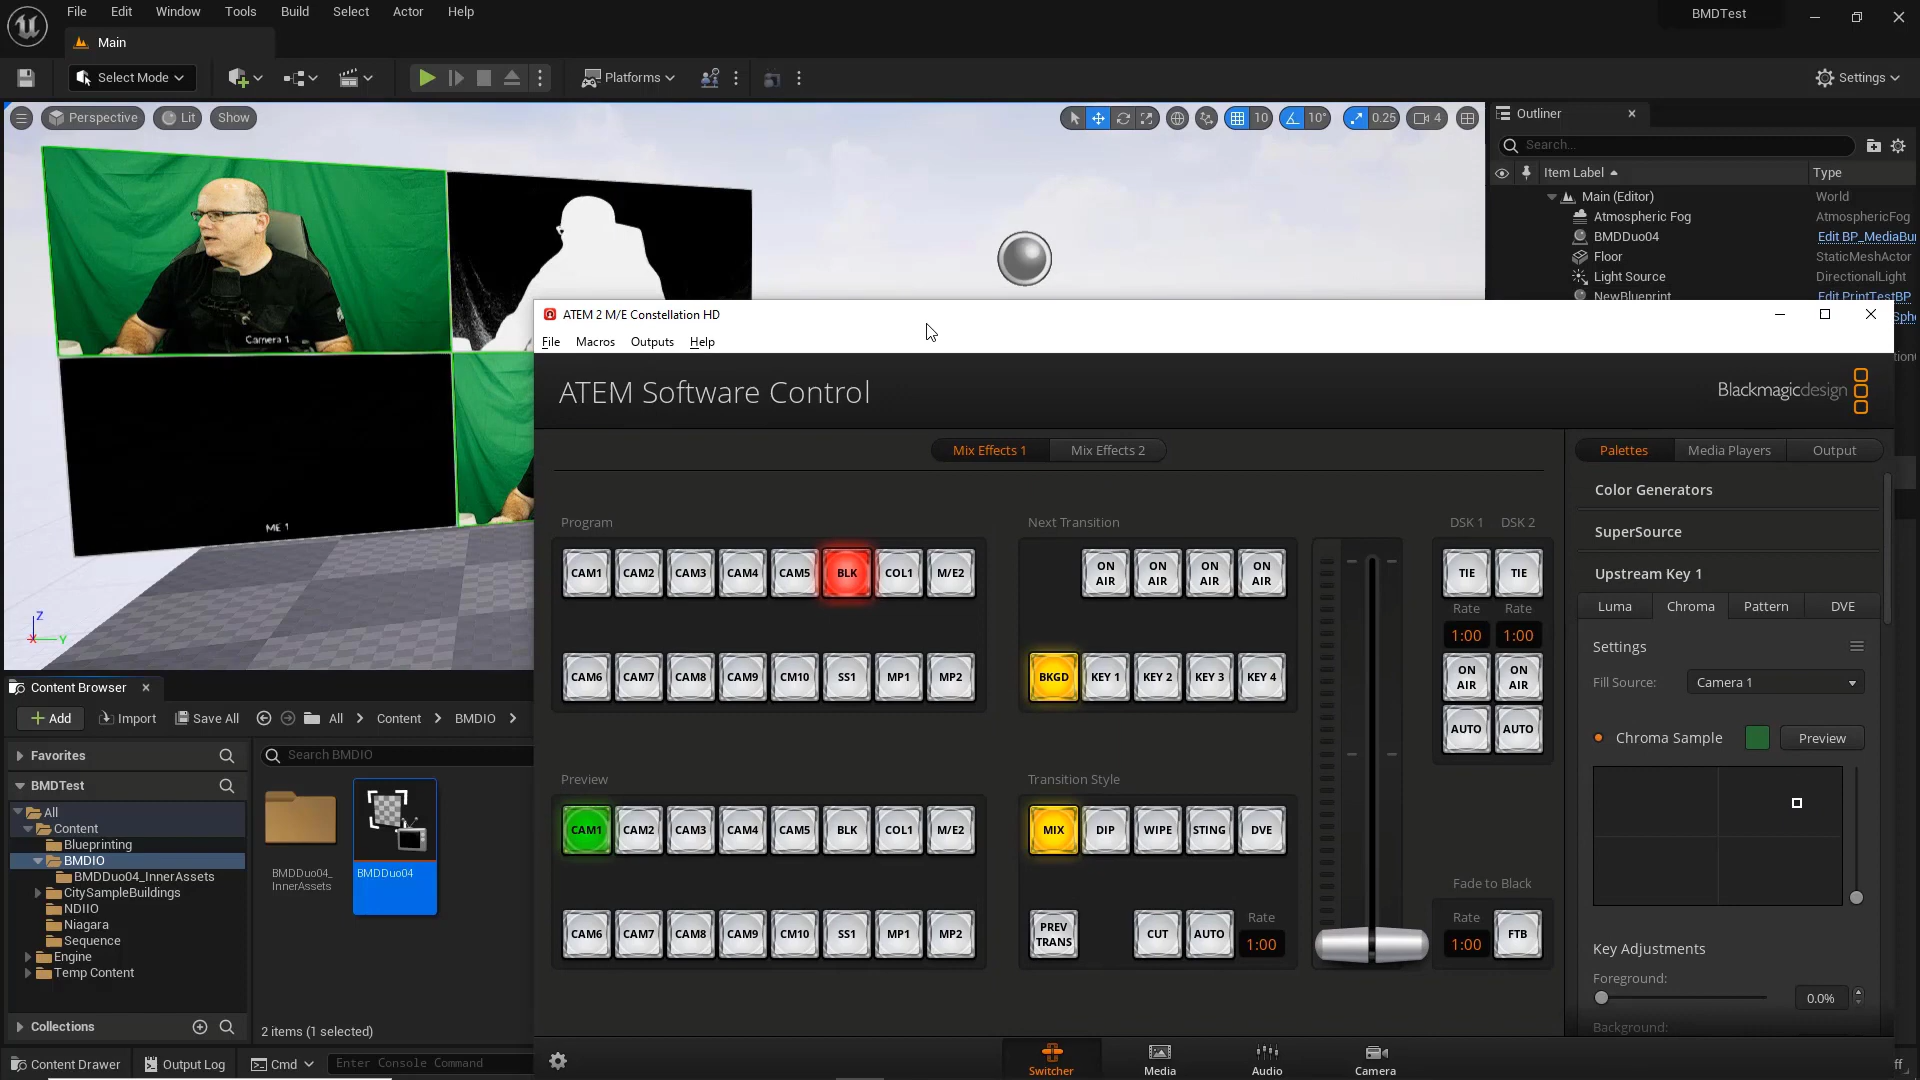 File Edit Window Tools Build Select Actor Help
BMDTest
Main
Select Mode
Platforms
Settings
Perspective
Lit
Show
10
10°
0.25
4
Outliner
Search...
Item Label
Type
Main (Editor)
World
Atmospheric Fog
AtmosphericFog
BMDDuo04
Edit BP_MediaBu
Floor
StaticMeshActor
Light Source
DirectionalLight
NewBlueprint
Edit PrintTestBP
Camera 1
ME 1
Z
X
Y
ATEM 2 M/E Constellation HD
File Macros Outputs Help
ATEM Software Control
Blackmagicdesign
Mix Effects 1
Mix Effects 2
Palettes
Media Players
Output
Color Generators
SuperSource
Upstream Key 1
Luma
Chroma
Pattern
DVE
Settings
Fill Source:
Camera 1
Chroma Sample
Preview
Key Adjustments
Foreground:
0.0%
Background:
Program
CAM1 CAM2 CAM3 CAM4 CAM5 BLK COL1 M/E2
CAM6 CAM7 CAM8 CAM9 CM10 SS1 MP1 MP2
Next Transition
ON AIR ON AIR ON AIR ON AIR
BKGD KEY 1 KEY 2 KEY 3 KEY 4
DSK 1 DSK 2
TIE TIE
Rate Rate
1:00 1:00
ON AIR ON AIR
AUTO AUTO
Preview
CAM1 CAM2 CAM3 CAM4 CAM5 BLK COL1 M/E2
CAM6 CAM7 CAM8 CAM9 CM10 SS1 MP1 MP2
Transition Style
MIX DIP WIPE STING DVE
PREV TRANS
CUT
AUTO
Rate
1:00
Fade to Black
Rate
1:00
FTB
Switcher
Media
Audio
Camera
Content Browser
Add
Import
Save All
All
Content
BMDIO
Favorites
Search BMDIO
BMDTest
All
Content
Blueprinting
BMDIO
BMDDuo04_InnerAssets
CitySampleBuildings
NDIIO
Niagara
Sequence
Engine
Temp Content
BMDDuo04_
InnerAssets
BMDDuo04
Collections
2 items (1 selected)
Content Drawer
Output Log
Cmd
Enter Console Command